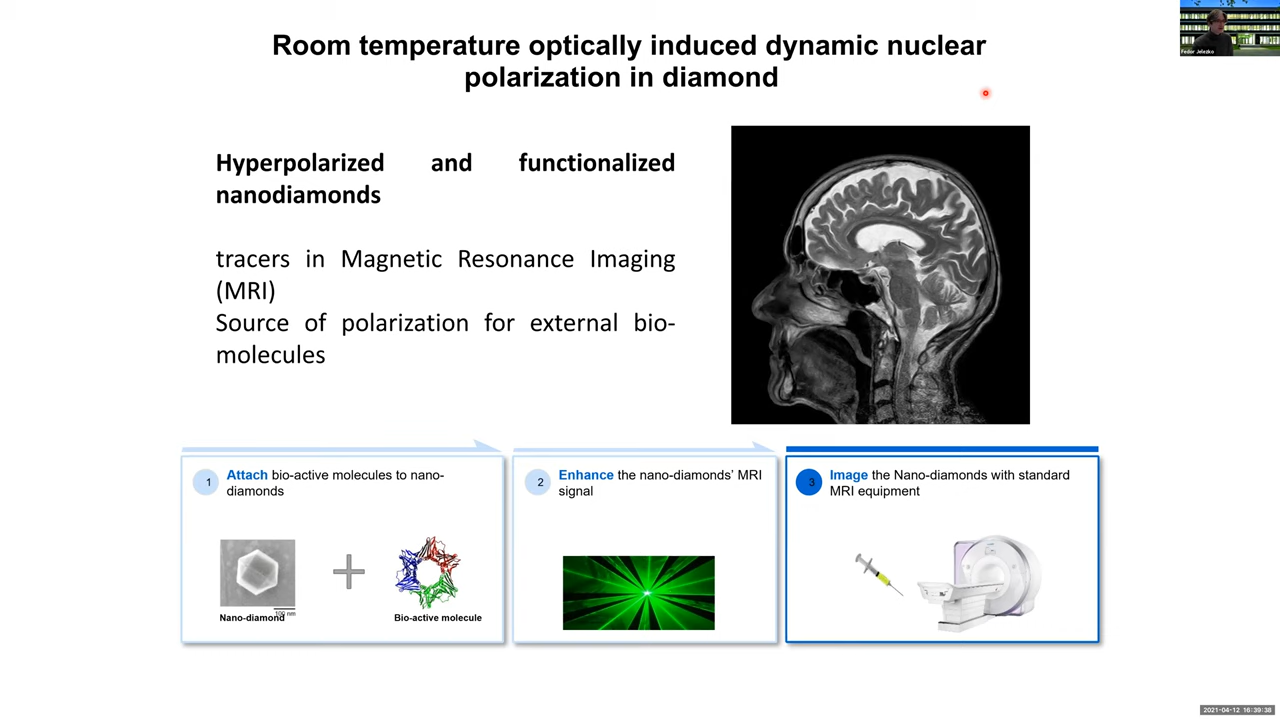 Room temperature optically induced dynamic nuclear
polarization in diamond
Fedor Jelezko
Hyperpolarized and functionalized
nanodiamonds
tracers in Magnetic Resonance Imaging
(MRI)
Source of polarization for external bio-
molecules
1
Attach bio-active molecules to nano-
diamonds
100 nm
Nano-diamond
Bio-active molecule
2
Enhance the nano-diamonds’ MRI
signal
3
Image the Nano-diamonds with standard
MRI equipment
2021-04-12 16:39:38